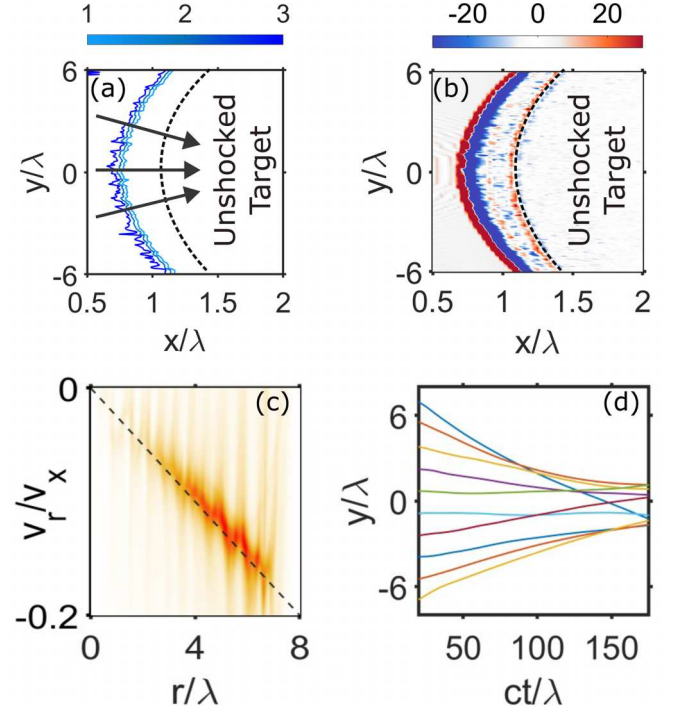 1 2 3
-20 0 20
6
(a)
Unshocked
Target
0
-6
y/λ
0.5 1 1.5 2
x/λ
6
(b)
Unshocked
Target
0
-6
y/λ
0.5 1 1.5 2
x/λ
0
(c)
-0.2
v_r/v_x
0 4 8
r/λ
6
(d)
0
-6
y/λ
50 100 150
ct/λ